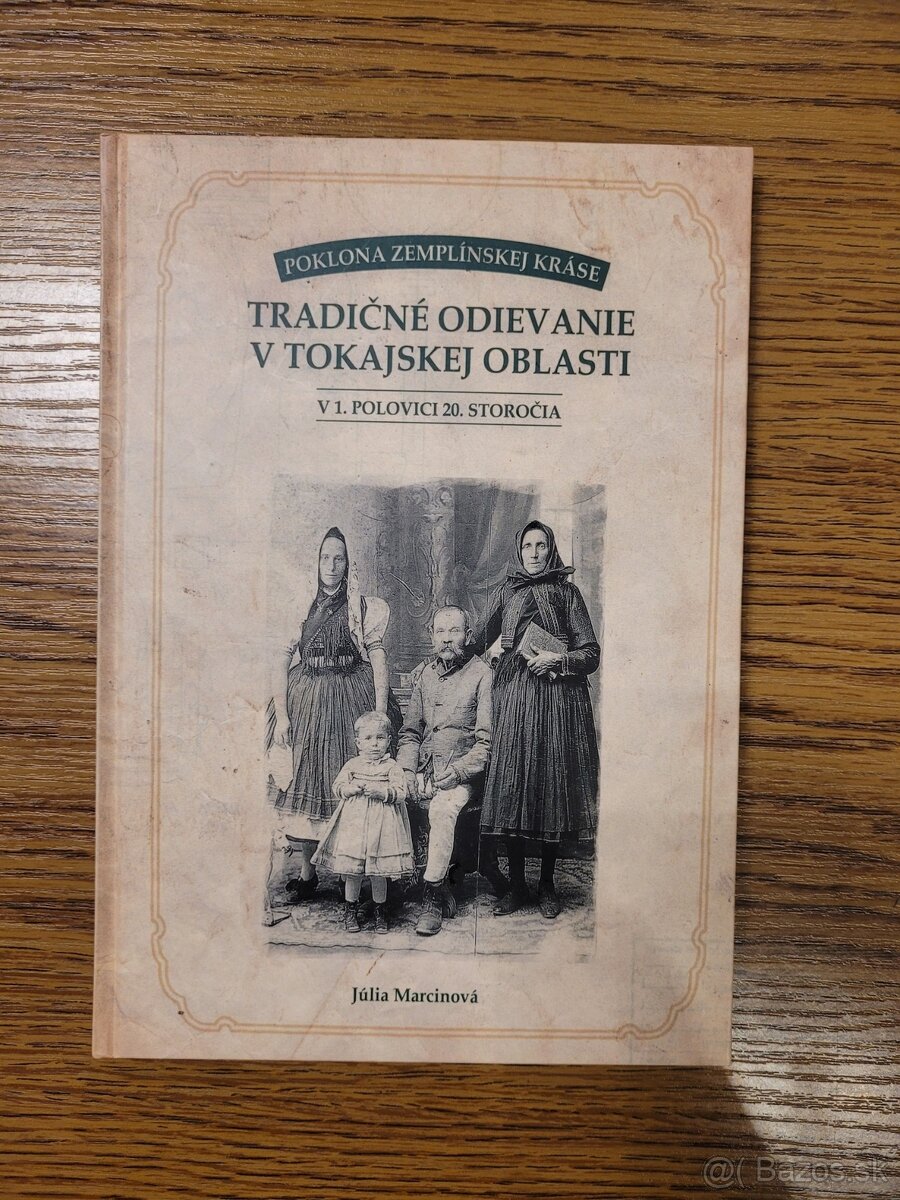 POKLONA ZEMPLÍNSKEJ KRÁSE
TRADIČNÉ ODIEVANIE
V TOKAJSKEJ OBLASTI
V 1. POLOVICI 20. STOROČIA
Júlia Marcinová
@( Bazos.sk